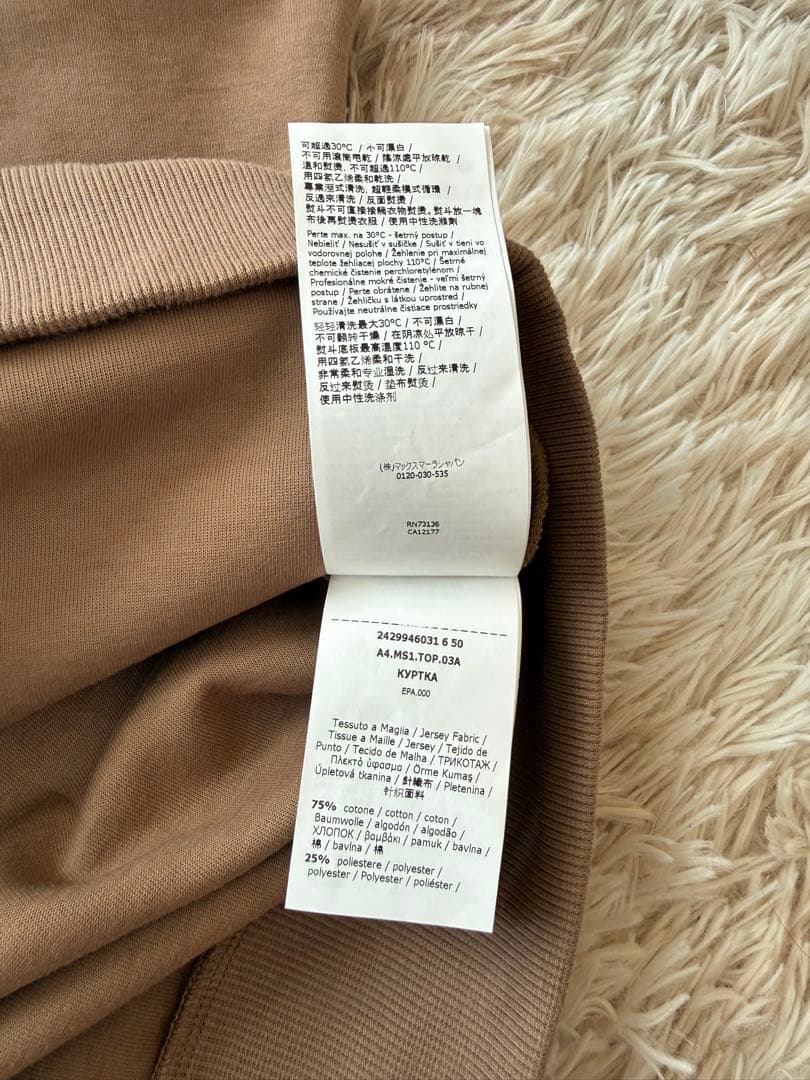 可超過30°C / 不可漂白 /
不可用滾筒甩乾 / 陰涼處平放晾乾 /
溫和熨燙, 不可超過110°C /
用四氯乙烯柔和乾洗 /
專業溼式清洗, 超輕柔模式循環 /
反過來清洗 / 反面熨燙 /
熨斗不可直接接觸衣物熨燙。熨斗放一塊
布後再熨燙衣服 / 使用中性洗滌劑
Perte max. na 30°C - šetrný postup /
Nebieliť / Nesušiť v sušičke / Sušiť v tieni vo
vodorovnej polohe / Žehlenie pri maximálnej
teplote žehliacej plochy 110°C / Šetrné
chemické čistenie perchloretylénom /
Profesionálne mokré čistenie - veľmi šetrný
postup / Perte obrátene / Žehlite na rubnej
strane / Žehličku s látkou uprostred /
Používajte neutrálne čistiace prostriedky
轻轻清洗最大30°C / 不可漂白 /
不可翻转干燥 / 在阴凉处平放晾干 /
熨斗底板最高温度110 °C /
用四氯乙烯柔和干洗 /
非常柔和专业湿洗 / 反过来清洗 /
反过来熨烫 / 垫布熨烫 /
使用中性洗涤剂
(株)マックスマーラジャパン
0120-030-535
RN73136
CA12177
2429946031 6 50
A4.MS1.TOP.03A
КУРТКА
EPA.000
Tessuto a Maglia / Jersey Fabric /
Tissue a Maille / Jersey / Tejido de
Punto / Tecido de Malha / ТРИКОТАЖ /
Πλεκτό ύφασμα / Örme Kumaş /
Úpletová tkanina / 針織布 / Pletenina /
针织面料
75% cotone / cotton / coton /
Baumwolle / algodón / algodão /
ХЛОПОК / βαμβάκι / pamuk / bavlna /
棉 / bavlna / 棉
25% poliestere / polyester /
polyester / Polyester / poliéster /